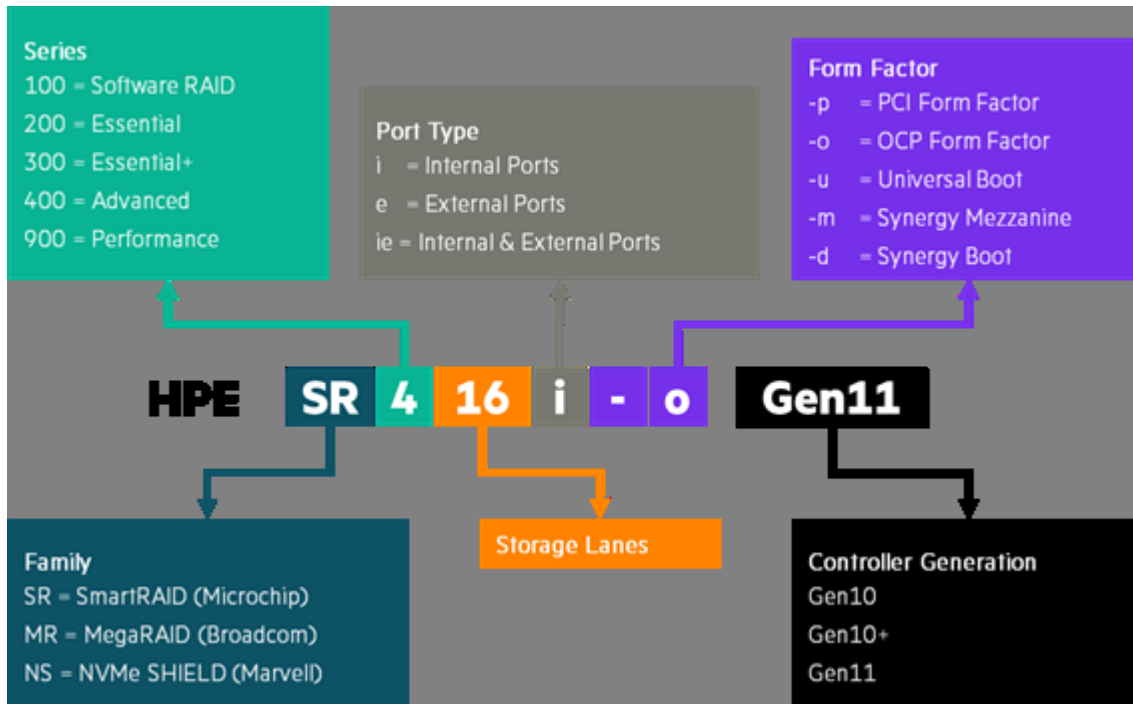 Series
100 = Software RAID
200 = Essential
300 = Essential+
400 = Advanced
900 = Performance
Port Type
i = Internal Ports
e = External Ports
ie = Internal & External Ports
Form Factor
-p = PCI Form Factor
-o = OCP Form Factor
-u = Universal Boot
-m = Synergy Mezzanine
-d = Synergy Boot
HPE SR 4 16 i - o Gen11
Family
SR = SmartRAID (Microchip)
MR = MegaRAID (Broadcom)
NS = NVMe SHIELD (Marvell)
Storage Lanes
Controller Generation
Gen10
Gen10+
Gen11